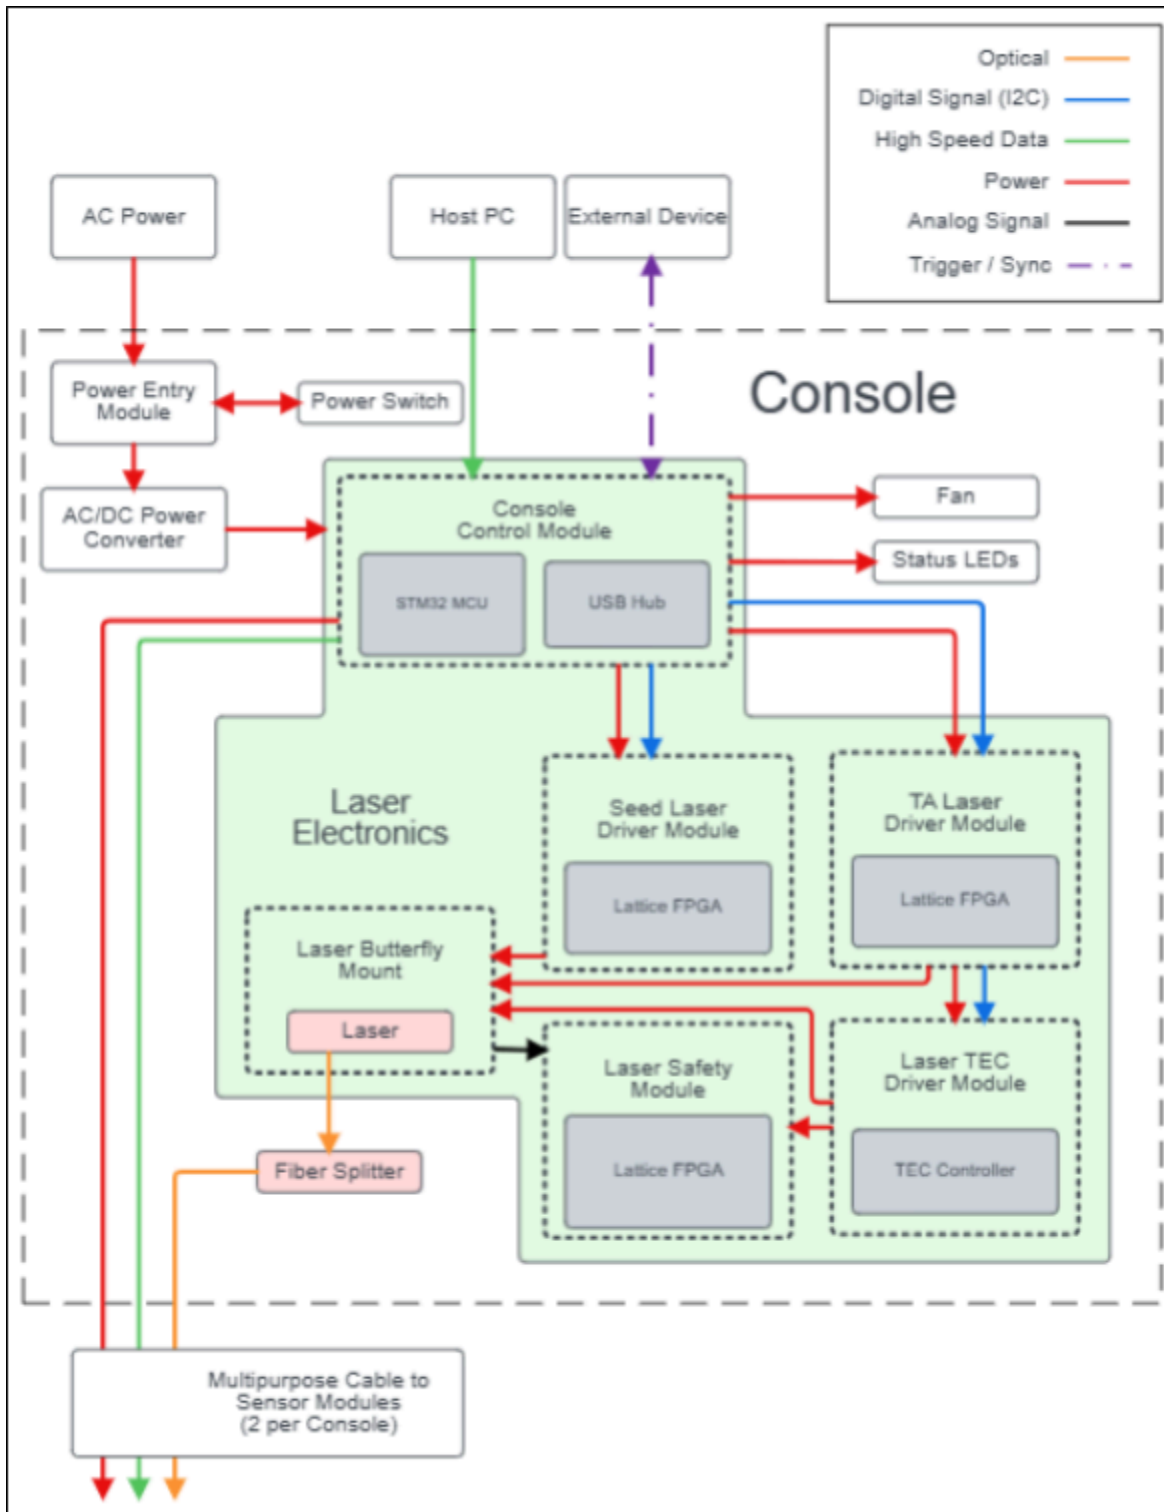 Optical
Digital Signal (I2C)
High Speed Data
Power
Analog Signal
Trigger / Sync
AC Power
Host PC
External Device
Power Entry
Module
Power Switch
Console
AC/DC Power
Converter
Console
Control Module
STM32 MCU
USB Hub
Fan
Status LEDs
Laser
Electronics
Seed Laser
Driver Module
Lattice FPGA
TA Laser
Driver Module
Lattice FPGA
Laser Butterfly
Mount
Laser
Laser Safety
Module
Lattice FPGA
Laser TEC
Driver Module
TEC Controller
Fiber Splitter
Multipurpose Cable to
Sensor Modules
(2 per Console)